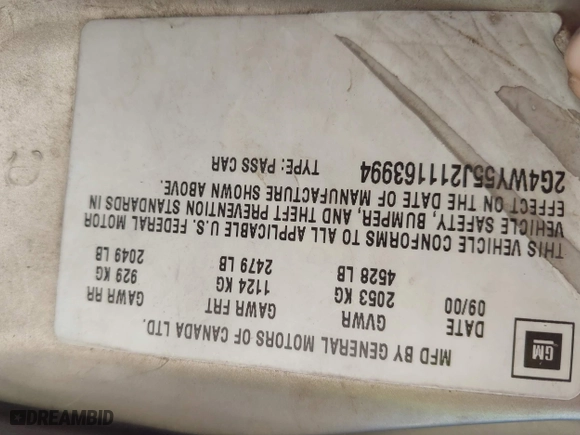 GM
MFD BY GENERAL MOTORS OF CANADA LTD.
DATE GVWR GAWR FRT GAWR RR
09/00 2053 KG 1124 KG 929 KG
4528 LB 2479 LB 2049 LB
THIS VEHICLE CONFORMS TO ALL APPLICABLE U.S. FEDERAL MOTOR
VEHICLE SAFETY, BUMPER, AND THEFT PREVENTION STANDARDS IN
EFFECT ON THE DATE OF MANUFACTURE SHOWN ABOVE.
2G4WY55J211163994 TYPE: PASS CAR
DREAMBID